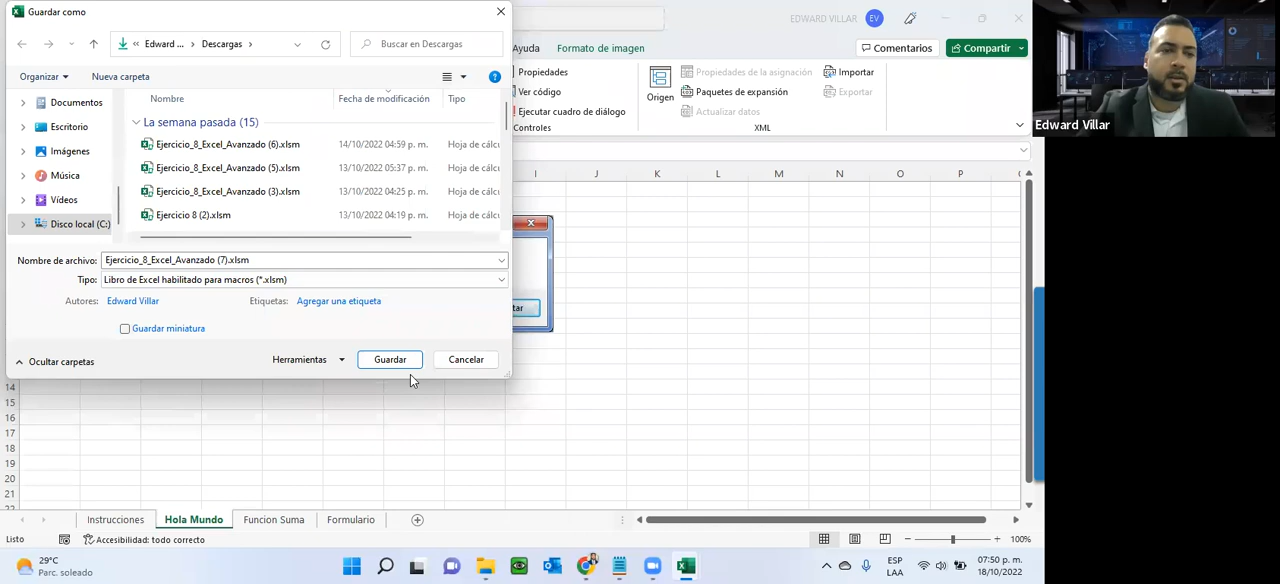 Guardar como
EDWARD VILLAR EV
Edward ... > Descargas >
Buscar en Descargas
Organizar
Nueva carpeta
Documentos
Escritorio
Imágenes
Música
Vídeos
Disco local (C:)
Nombre
Fecha de modificación
Tipo
La semana pasada (15)
Ejercicio_8_Excel_Avanzado (6).xlsm 14/10/2022 04:59 p. m. Hoja de cálcu
Ejercicio_8_Excel_Avanzado (5).xlsm 13/10/2022 05:37 p. m. Hoja de cálcu
Ejercicio_8_Excel_Avanzado (3).xlsm 13/10/2022 04:25 p. m. Hoja de cálcu
Ejercicio 8 (2).xlsm 13/10/2022 04:19 p. m. Hoja de cálcu
Nombre de archivo: Ejercicio_8_Excel_Avanzado (7).xlsm
Tipo: Libro de Excel habilitado para macros (*.xlsm)
Autores: Edward Villar
Etiquetas: Agregar una etiqueta
Guardar miniatura
Ocultar carpetas
Herramientas
Guardar
Cancelar
Ayuda
Formato de imagen
Comentarios
Compartir
Propiedades
Ver código
Ejecutar cuadro de diálogo
Controles
Origen
Propiedades de la asignación
Paquetes de expansión
Actualizar datos
Importar
Exportar
XML
I J K L M N O P
tar
14
15
16
17
18
19
20
21
Instrucciones
Hola Mundo
Funcion Suma
Formulario
Listo
Accesibilidad: todo correcto
100%
29°C
Parc. soleado
ESP
LAA
07:50 p. m.
18/10/2022
Edward Villar